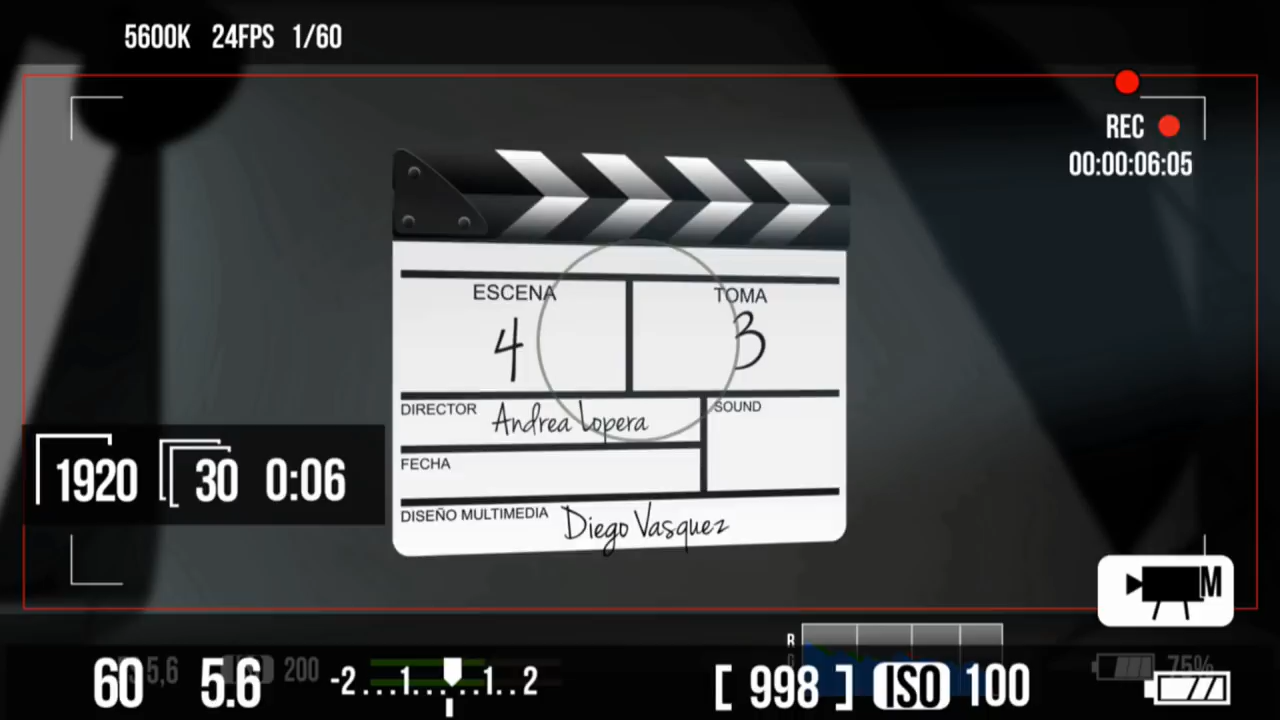 5600K 24FPS 1/60
REC
00:00:06:05
ESCENA
4
TOMA
3
DIRECTOR Andrea Lopera
SOUND
FECHA
DISEÑO MULTIMEDIA Diego Vasquez
1920 30 0:06
M
R
60 5.6 200 -2...1...1..2 [ 998 ] ISO 100
75%